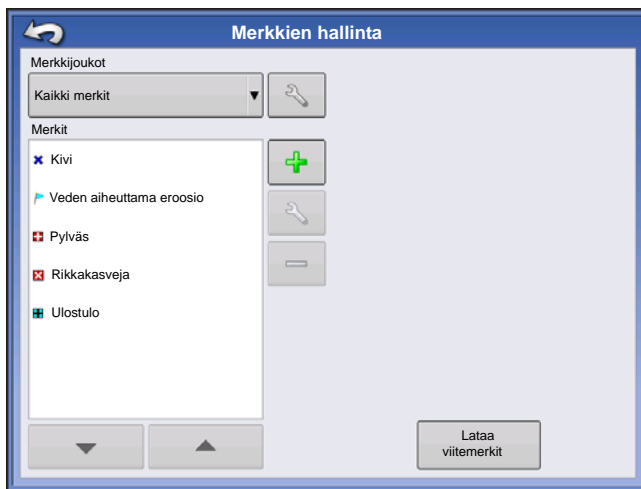 Merkkien hallinta
Merkkijoukot
Kaikki merkit
Merkit
Kivi
Veden aiheuttama eroosio
Pylväs
Rikkakasveja
Ulostulo
Lataa
viitemerkit